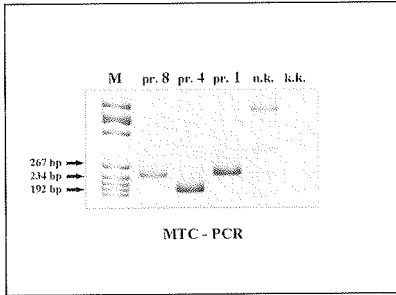 M pr. 8 pr. 4 pr. 1 n.k. k.k.
267 bp
234 bp
192 bp
MTC - PCR